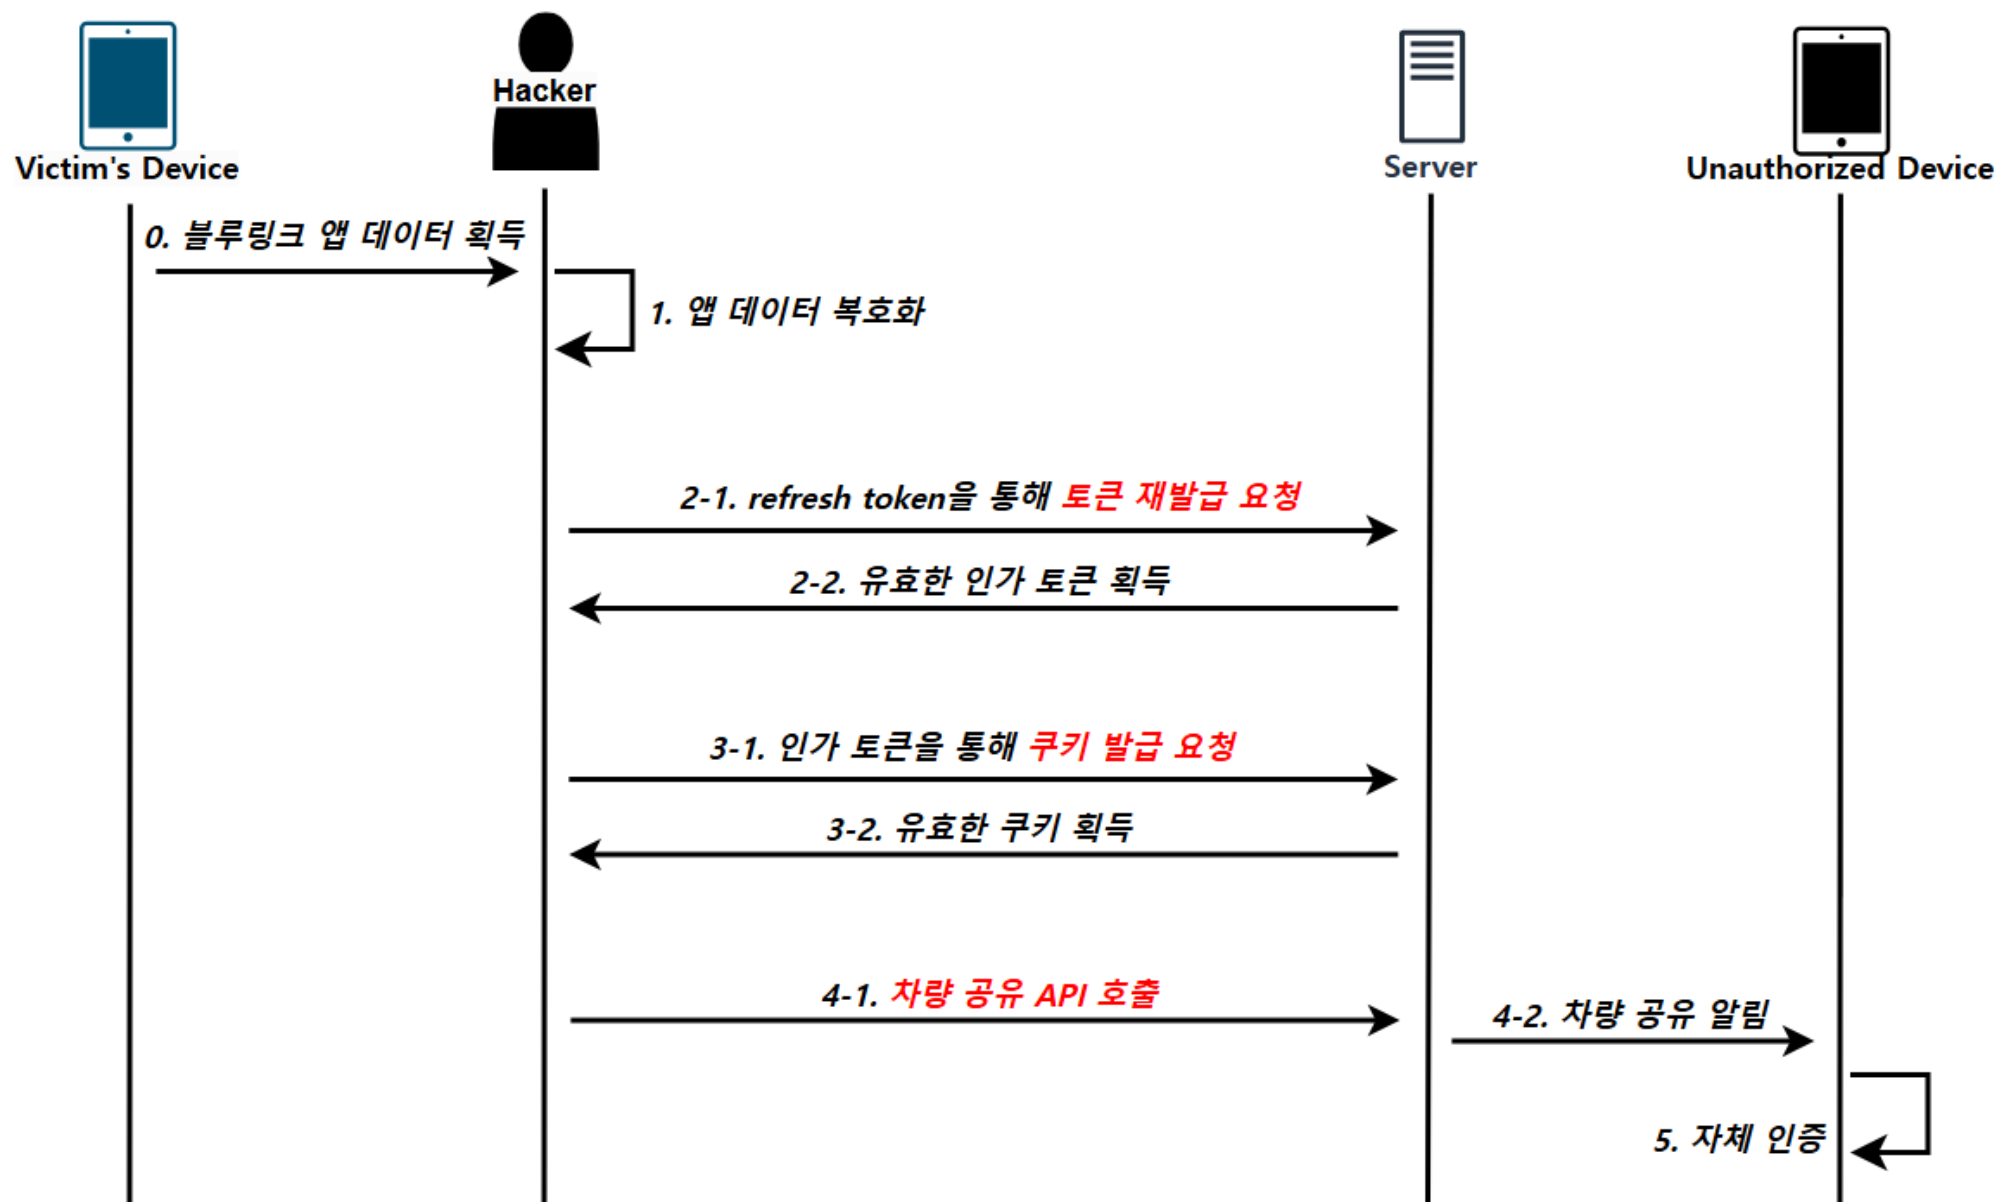 Hacker
Victim's Device
Server
Unauthorized Device
0. 블루링크 앱 데이터 획득
1. 앱 데이터 복호화
2-1. refresh token을 통해 토큰 재발급 요청
2-2. 유효한 인가 토큰 획득
3-1. 인가 토큰을 통해 쿠키 발급 요청
3-2. 유효한 쿠키 획득
4-1. 차량 공유 API 호출
4-2. 차량 공유 알림
5. 자체 인증